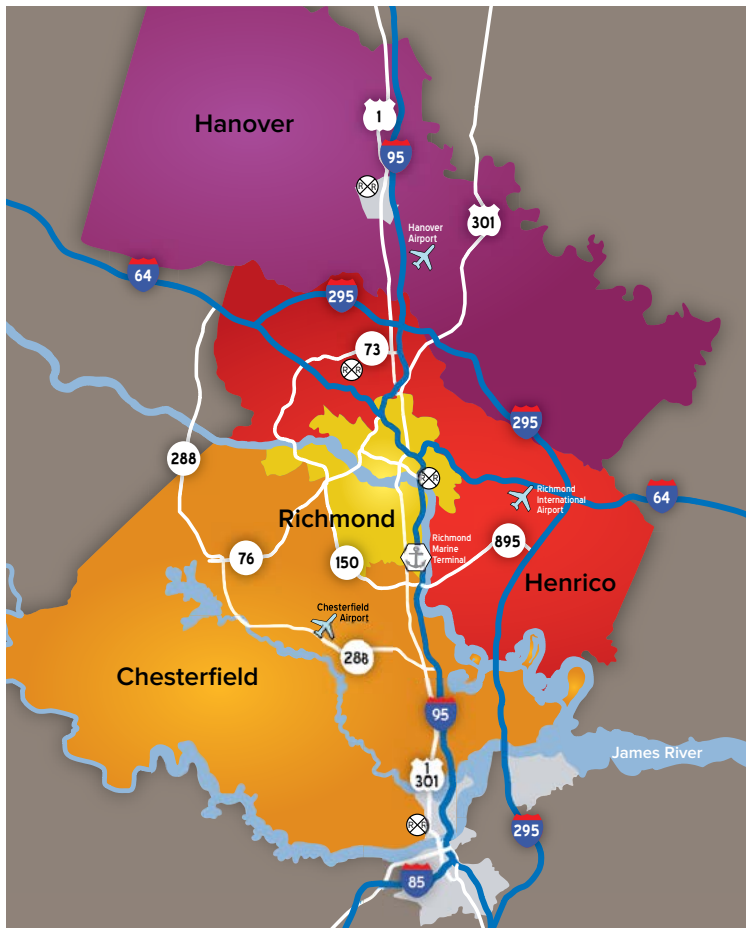 Hanover
1
95
R R
301
Hanover
Airport
64
295
73
R R
295
288
R R
Richmond
International
Airport
64
Richmond
895
Richmond
Marine
Terminal
76
150
Henrico
Chesterfield
Airport
288
Chesterfield
95
James River
1
301
R R
295
85